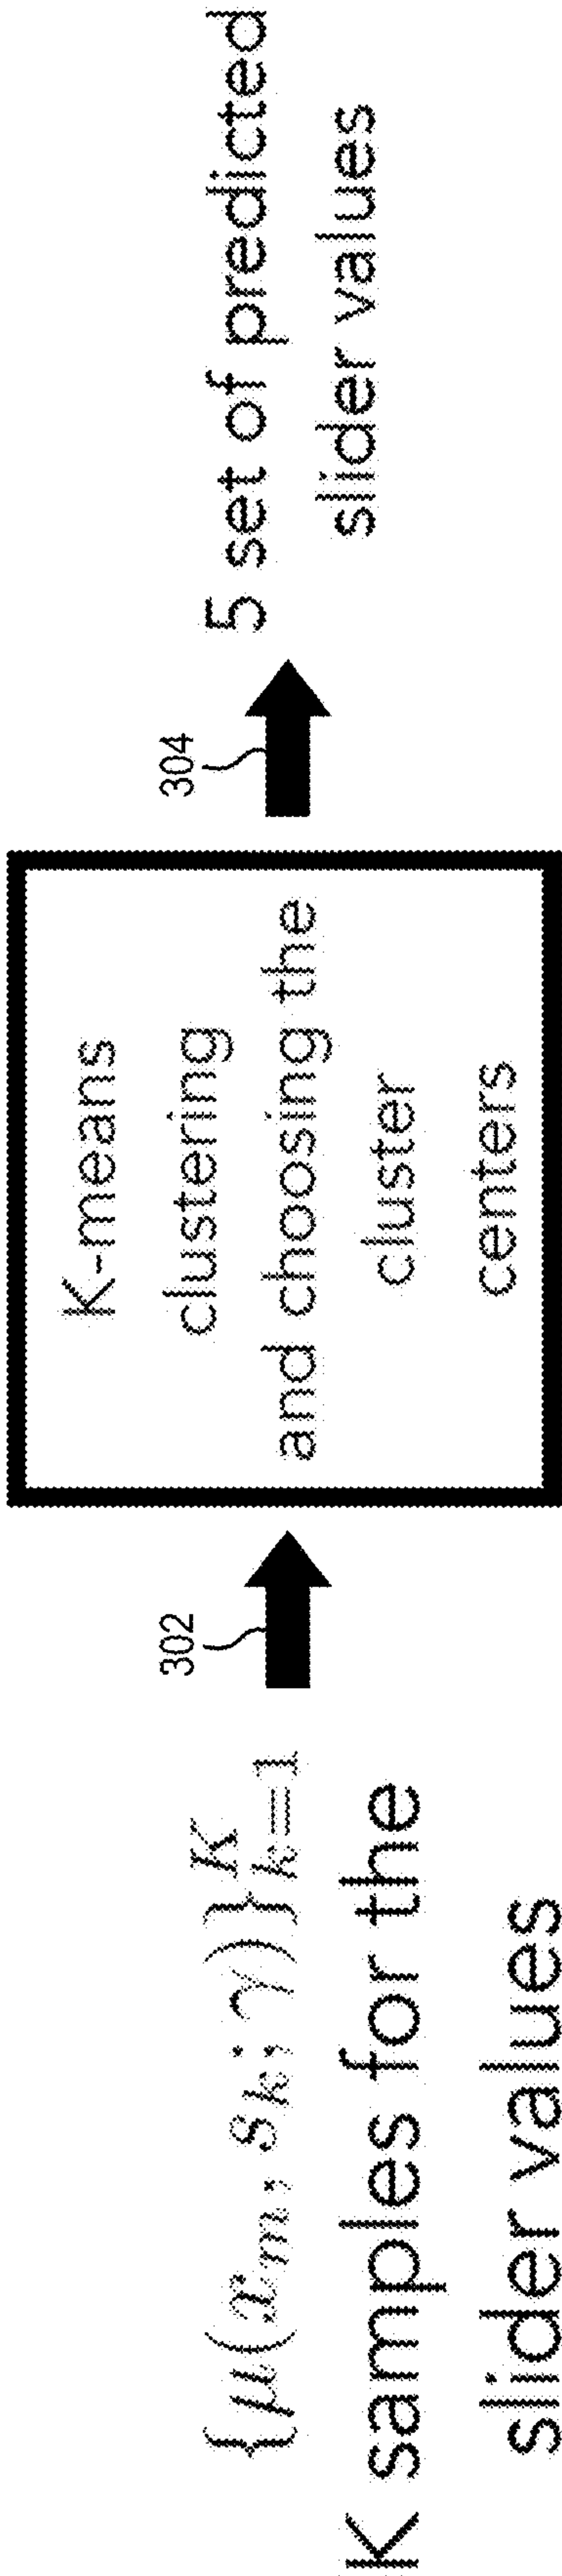 {μ(x_m, s_k; γ)}_{k=1}^K
K samples for the
slider values
302
K-means
clustering
and choosing the
cluster
centers
304
5 set of predicted
slider values